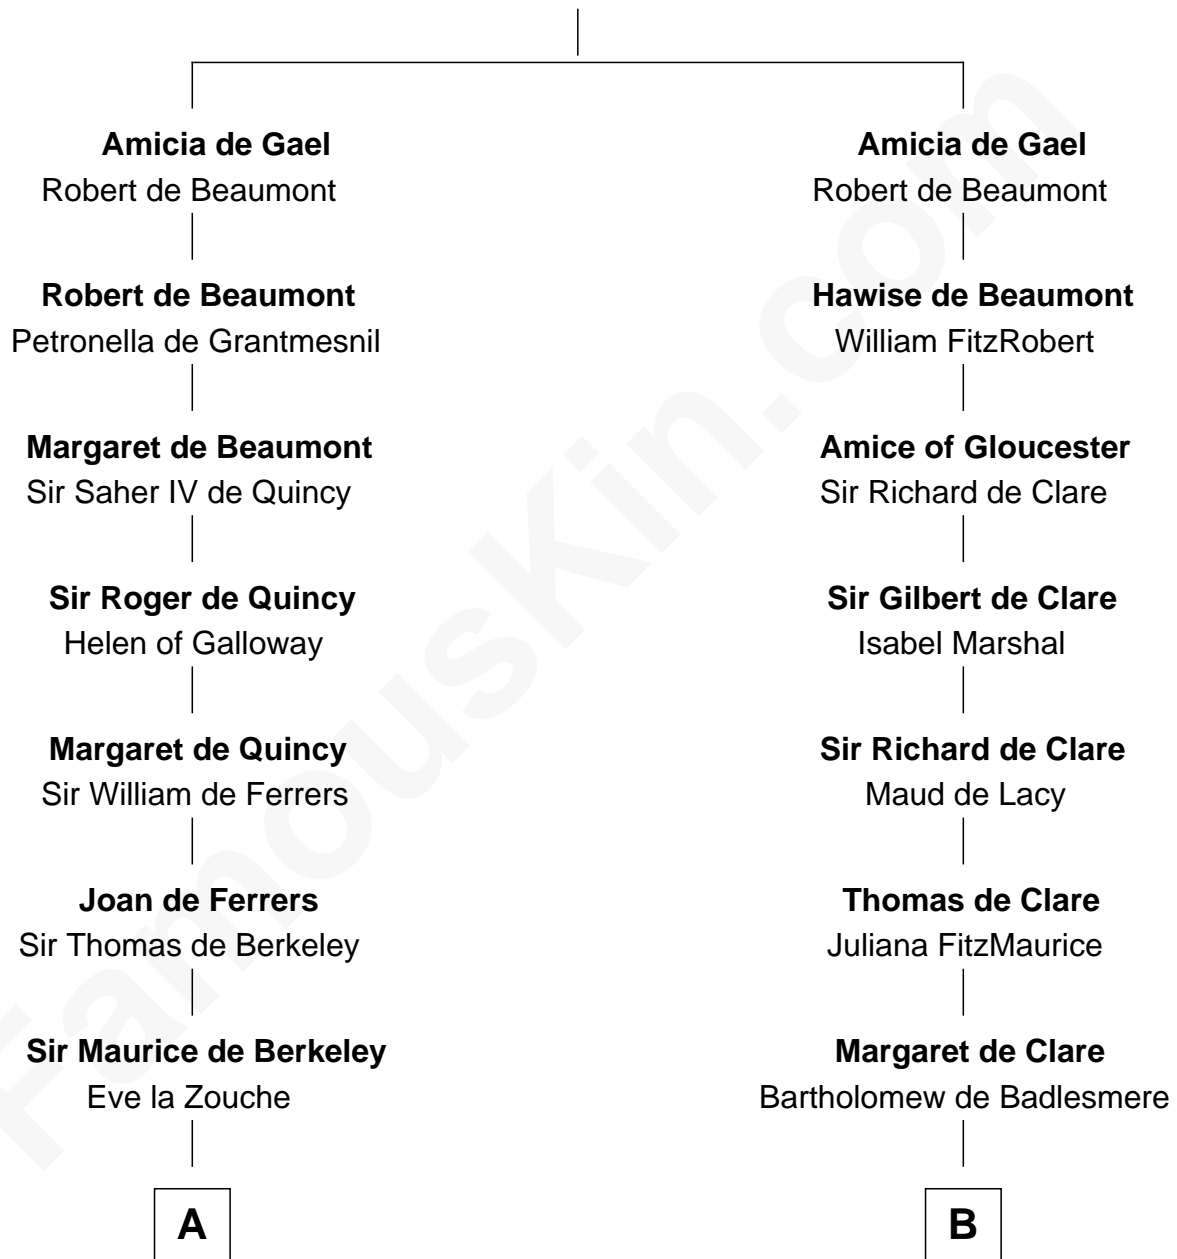 Amicia de Gael
Robert de Beaumont
Robert de Beaumont
Petronella de Grantmesnil
Margaret de Beaumont
Sir Saher IV de Quincy
Sir Roger de Quincy
Helen of Galloway
Margaret de Quincy
Sir William de Ferrers
Joan de Ferrers
Sir Thomas de Berkeley
Sir Maurice de Berkeley
Eve la Zouche
A
Amicia de Gael
Robert de Beaumont
Hawise de Beaumont
William FitzRobert
Amice of Gloucester
Sir Richard de Clare
Sir Gilbert de Clare
Isabel Marshal
Sir Richard de Clare
Maud de Lacy
Thomas de Clare
Juliana FitzMaurice
Margaret de Clare
Bartholomew de Badlesmere
B
FamousKin.com